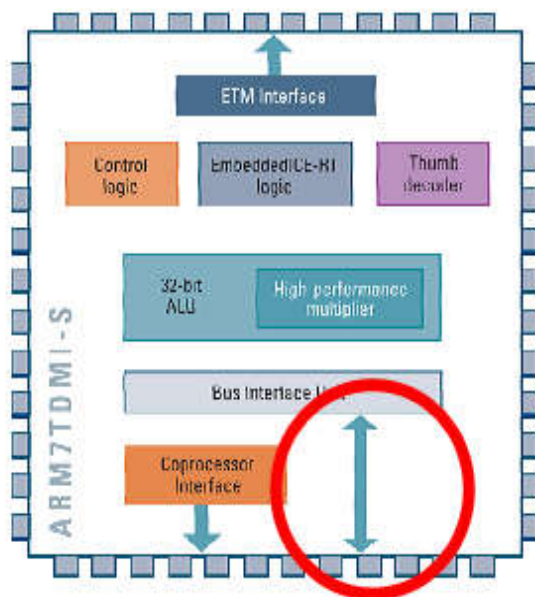 ETM Interface
Control
logic
EmbeddedICE-RT
logic
Thumb
decoder
32-bit
ALU
High performance
multiplier
Bus Interface
Coprocessor
Interface
ARM7TDMI-S